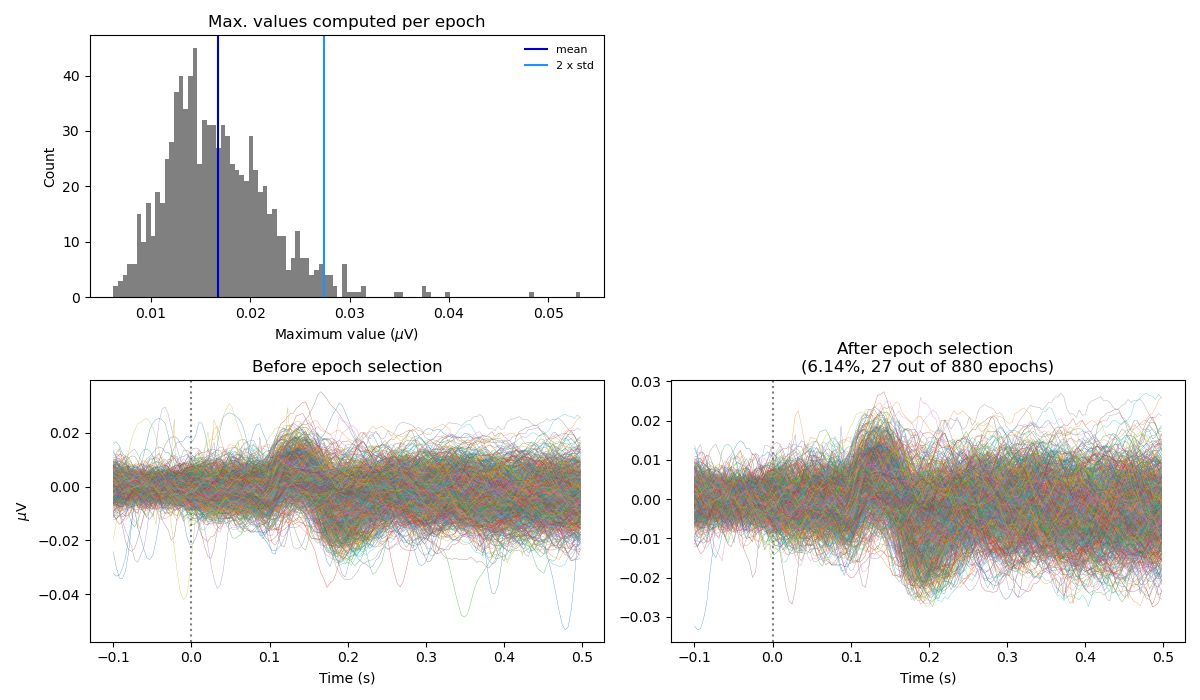 Max. values computed per epoch
mean
2 x std
Count
40
30
20
10
0
0.01 0.02 0.03 0.04 0.05
Maximum value (μV)
Before epoch selection
μV
0.02
0.00
−0.02
−0.04
−0.1 0.0 0.1 0.2 0.3 0.4 0.5
Time (s)
After epoch selection
(6.14%, 27 out of 880 epochs)
0.03
0.02
0.01
0.00
−0.01
−0.02
−0.03
−0.1 0.0 0.1 0.2 0.3 0.4 0.5
Time (s)